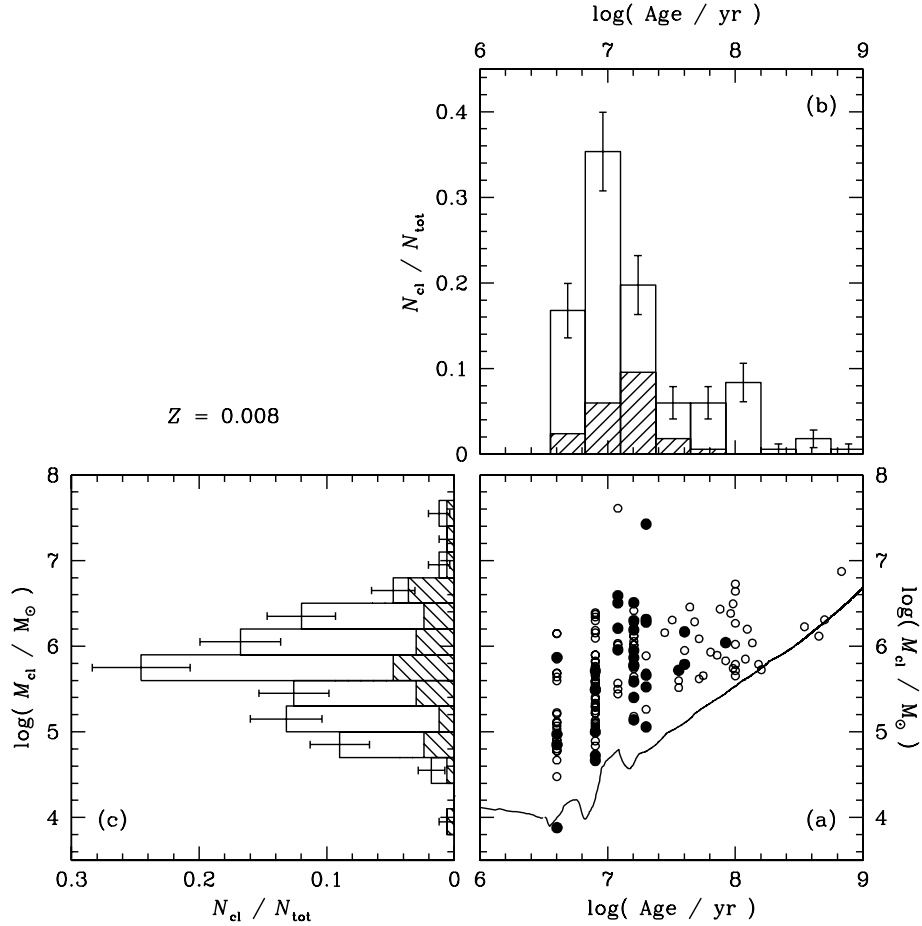 log( Age / yr )
6 7 8 9
(b)
0.4
0.3
0.2
0.1
0
N_cl / N_tot
Z = 0.008
8
7
6
5
4
log( M_cl / M_⊙ )
(c)
0.3 0.2 0.1 0
N_cl / N_tot
8
7
6
5
4
log( M_cl / M_⊙ )
(a)
6 7 8 9
log( Age / yr )